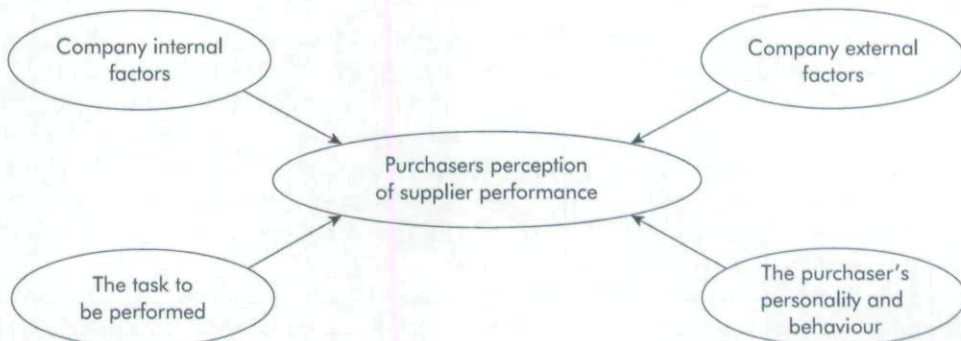 Company internal
factors
Company external
factors
Purchasers perception
of supplier performance
The task to
be performed
The purchaser's
personality and
behaviour